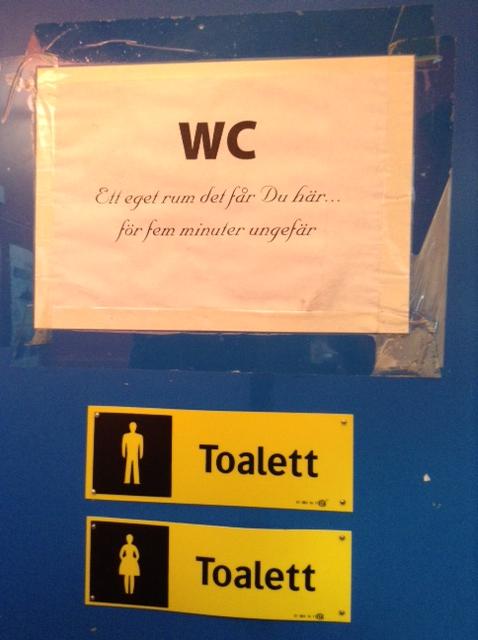 WC
Ett eget rum det får Du här...
för fem minuter ungefär
Toalett
Toalett